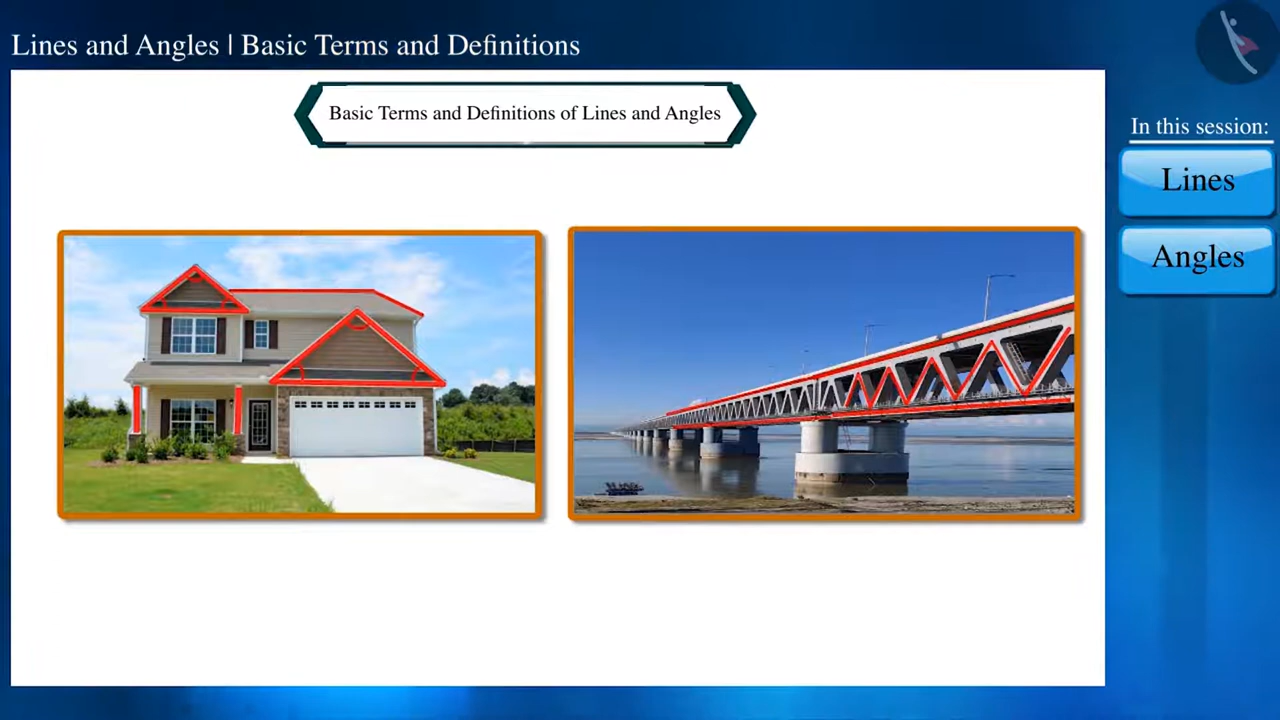 Lines and Angles | Basic Terms and Definitions
Basic Terms and Definitions of Lines and Angles
In this session:
Lines
Angles